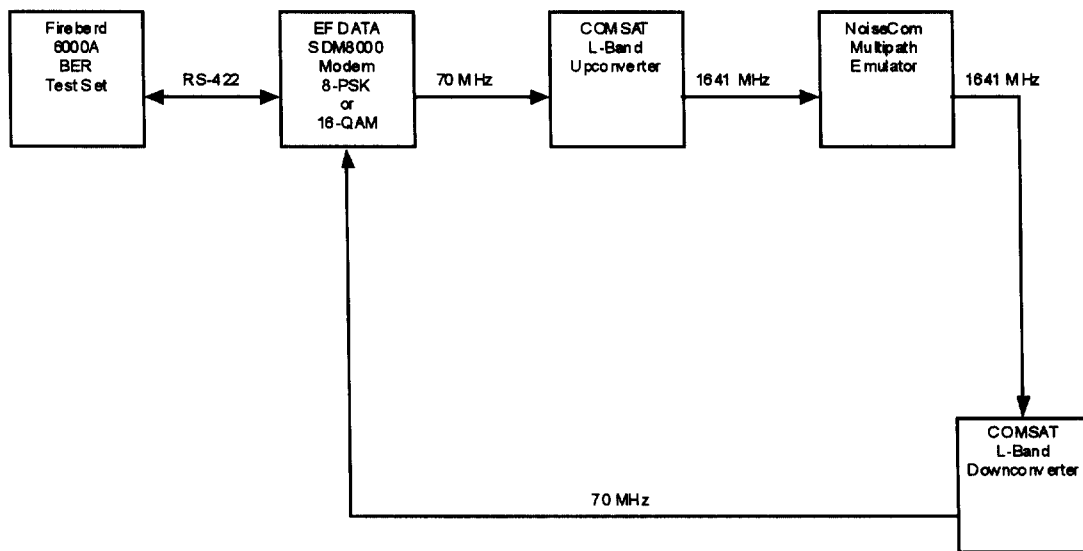 Fireberd
6000A
BER
Test Set
RS-422
EF DATA
SDM8000
Modem
8-PSK
or
16-QAM
70 MHz
COMSAT
L-Band
Upconverter
1641 MHz
NoiseCom
Multipath
Emulator
1641 MHz
COMSAT
L-Band
Downconverter
70 MHz